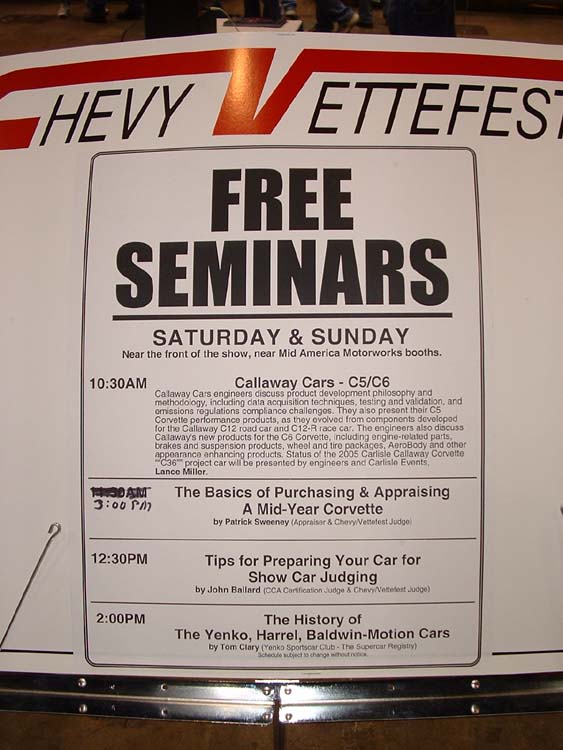 CHEVY VETTEFEST
FREE
SEMINARS
SATURDAY & SUNDAY
Near the front of the show, near Mid America Motorworks booths.
10:30AM Callaway Cars - C5/C6
Callaway Cars engineers discuss product development philosophy and
methodology, including data acquisition techniques, testing and validation, and
emissions regulations compliance challenges. They also present their C5
Corvette performance products, as they evolved from components developed
for the Callaway C12 road car and C12-R race car. The engineers also discuss
Callaway's new products for the C6 Corvette, including engine-related parts,
brakes and suspension products, wheel and tire packages, AeroBody and other
appearance enhancing products. Status of the 2005 Carlisle Callaway Corvette
""C36"" project car will be presented by engineers and Carlisle Events,
Lance Miller.
11:30AM The Basics of Purchasing & Appraising
3:00 PM A Mid-Year Corvette
by Patrick Sweeney (Appraiser & Chevy/Vettefest Judge)
12:30PM Tips for Preparing Your Car for
Show Car Judging
by John Ballard (CCA Certification Judge & Chevy/Vettefest Judge)
2:00PM The History of
The Yenko, Harrel, Baldwin-Motion Cars
by Tom Clary (Yenko Sportscar Club - The Supercar Registry)
Schedule subject to change without notice.